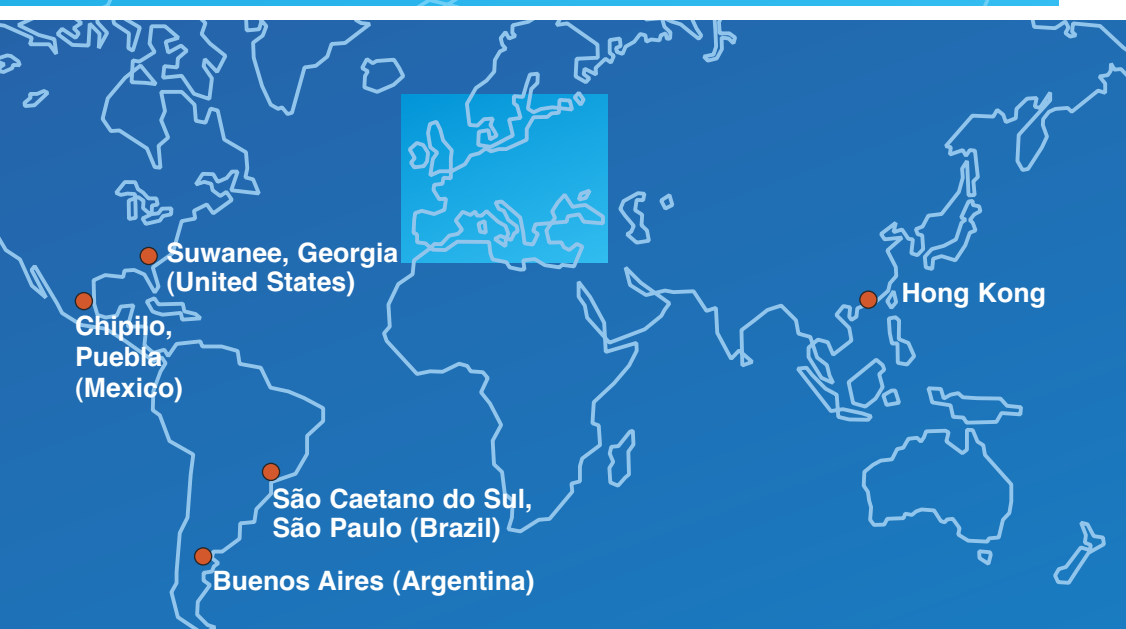 Suwanee, Georgia
(United States)
Hong Kong
Chipilo,
Puebla
(Mexico)
São Caetano do Sul,
São Paulo (Brazil)
Buenos Aires (Argentina)